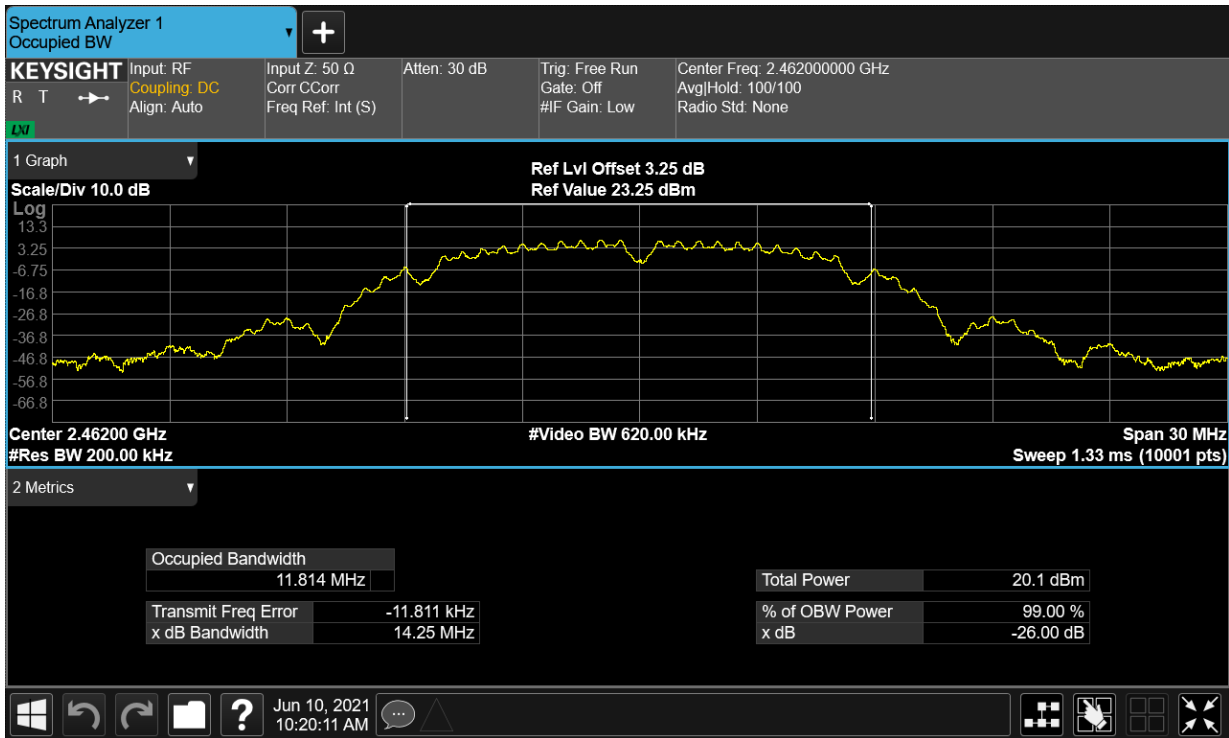 Spectrum Analyzer 1
Occupied BW
KEYSIGHT
R T
LXI
Input: RF
Coupling: DC
Align: Auto
Input Z: 50 Ω
Corr CCorr
Freq Ref: Int (S)
Atten: 30 dB
Trig: Free Run
Gate: Off
#IF Gain: Low
Center Freq: 2.462000000 GHz
Avg|Hold: 100/100
Radio Std: None
1 Graph
Scale/Div 10.0 dB
Ref Lvl Offset 3.25 dB
Ref Value 23.25 dBm
Log
13.3
3.25
-6.75
-16.8
-26.8
-36.8
-46.8
-56.8
-66.8
Center 2.46200 GHz
#Video BW 620.00 kHz
Span 30 MHz
#Res BW 200.00 kHz
Sweep 1.33 ms (10001 pts)
2 Metrics
Occupied Bandwidth
11.814 MHz
Total Power 20.1 dBm
Transmit Freq Error -11.811 kHz
% of OBW Power 99.00 %
x dB Bandwidth 14.25 MHz
x dB -26.00 dB
?
Jun 10, 2021
10:20:11 AM